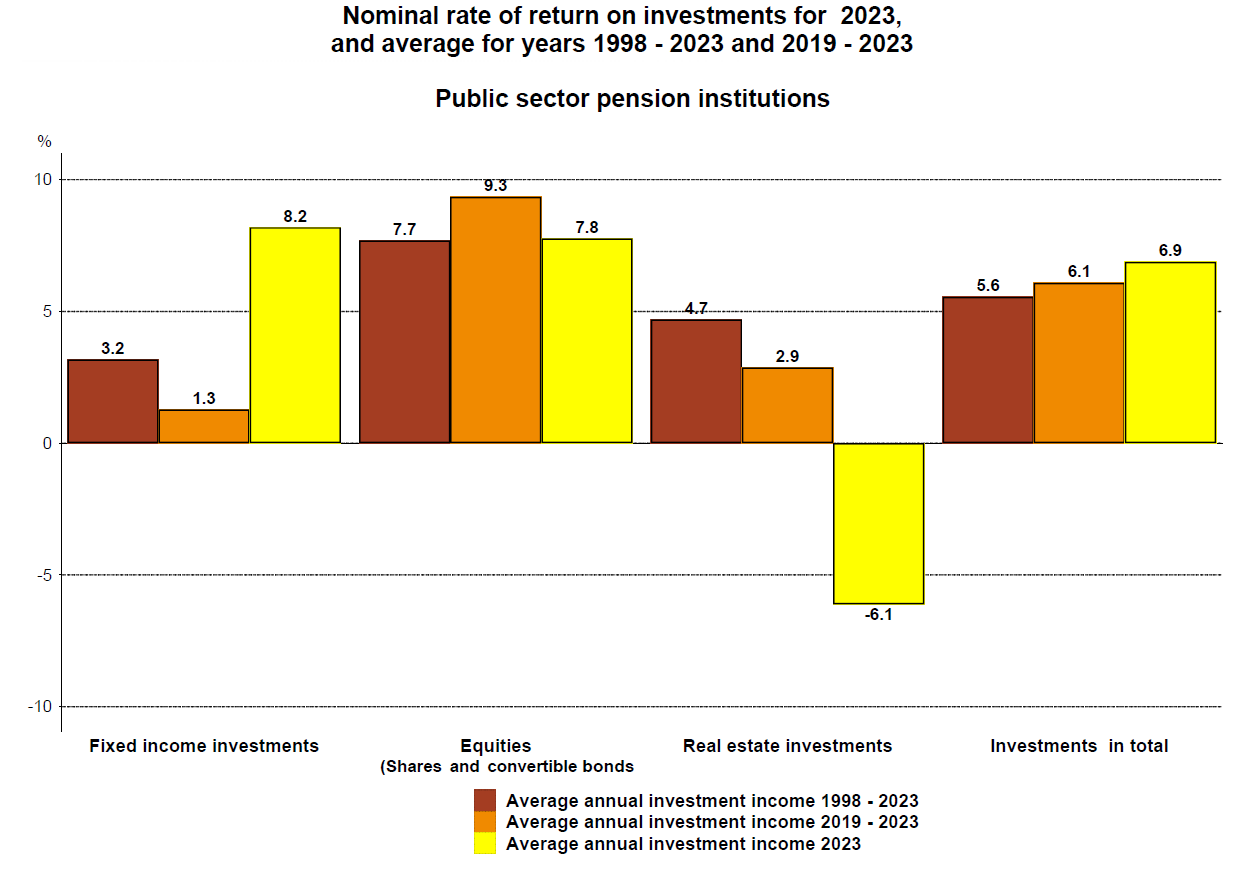 Nominal rate of return on investments for  2023,
and average for years 1998 - 2023 and 2019 - 2023
Public sector pension institutions
%
10
5
0
-5
-10
3.2
1.3
8.2
7.7
9.3
7.8
4.7
2.9
-6.1
5.6
6.1
6.9
Fixed income investments
Equities
(Shares and convertible bonds
Real estate investments
Investments  in total
Average annual investment income 1998 - 2023
Average annual investment income 2019 - 2023
Average annual investment income 2023